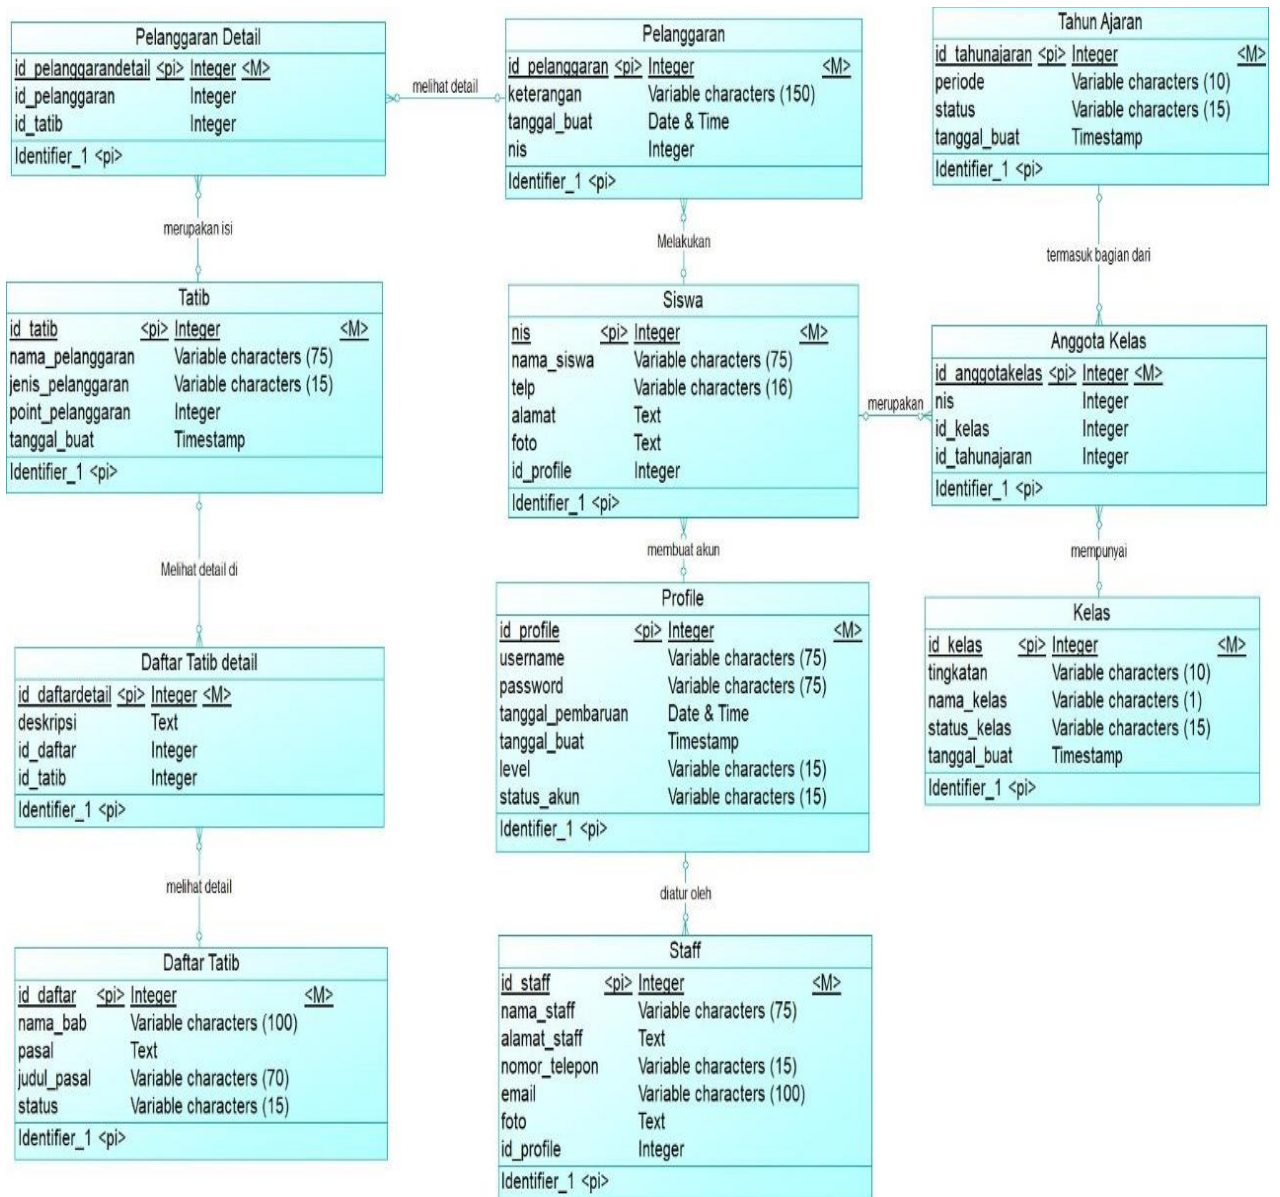 Pelanggaran Detail
id_pelanggarandetail <pi> Integer <M>
id_pelanggaran Integer
id_tatib Integer
Identifier_1 <pi>
melihat detail
Pelanggaran
id_pelanggaran <pi> Integer <M>
keterangan Variable characters (150)
tanggal_buat Date & Time
nis Integer
Identifier_1 <pi>
Tahun Ajaran
id_tahunajaran <pi> Integer <M>
periode Variable characters (10)
status Variable characters (15)
tanggal_buat Timestamp
Identifier_1 <pi>
merupakan isi
Melakukan
termasuk bagian dari
Tatib
id_tatib <pi> Integer <M>
nama_pelanggaran Variable characters (75)
jenis_pelanggaran Variable characters (15)
point_pelanggaran Integer
tanggal_buat Timestamp
Identifier_1 <pi>
Siswa
nis <pi> Integer <M>
nama_siswa Variable characters (75)
telp Variable characters (16)
alamat Text
foto Text
id_profile Integer
Identifier_1 <pi>
merupakan
Anggota Kelas
id_anggotakelas <pi> Integer <M>
nis Integer
id_kelas Integer
id_tahunajaran Integer
Identifier_1 <pi>
Melihat detail di
membuat akun
mempunyai
Daftar Tatib detail
id_daftardetail <pi> Integer <M>
deskripsi Text
id_daftar Integer
id_tatib Integer
Identifier_1 <pi>
Profile
id_profile <pi> Integer <M>
username Variable characters (75)
password Variable characters (75)
tanggal_pembaruan Date & Time
tanggal_buat Timestamp
level Variable characters (15)
status_akun Variable characters (15)
Identifier_1 <pi>
Kelas
id_kelas <pi> Integer <M>
tingkatan Variable characters (10)
nama_kelas Variable characters (1)
status_kelas Variable characters (15)
tanggal_buat Timestamp
Identifier_1 <pi>
melihat detail
diatur oleh
Daftar Tatib
id_daftar <pi> Integer <M>
nama_bab Variable characters (100)
pasal Text
judul_pasal Variable characters (70)
status Variable characters (15)
Identifier_1 <pi>
Staff
id_staff <pi> Integer <M>
nama_staff Variable characters (75)
alamat_staff Text
nomor_telepon Variable characters (15)
email Variable characters (100)
foto Text
id_profile Integer
Identifier_1 <pi>